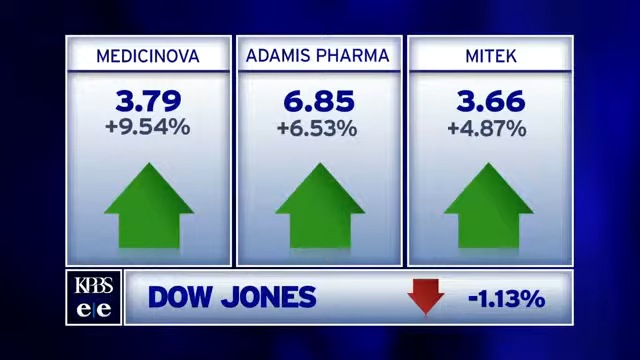 MEDICINOVA
3.79
+9.54%
ADAMIS PHARMA
6.85
+6.53%
MITEK
3.66
+4.87%
KPBS
e|e
DOW JONES
-1.13%